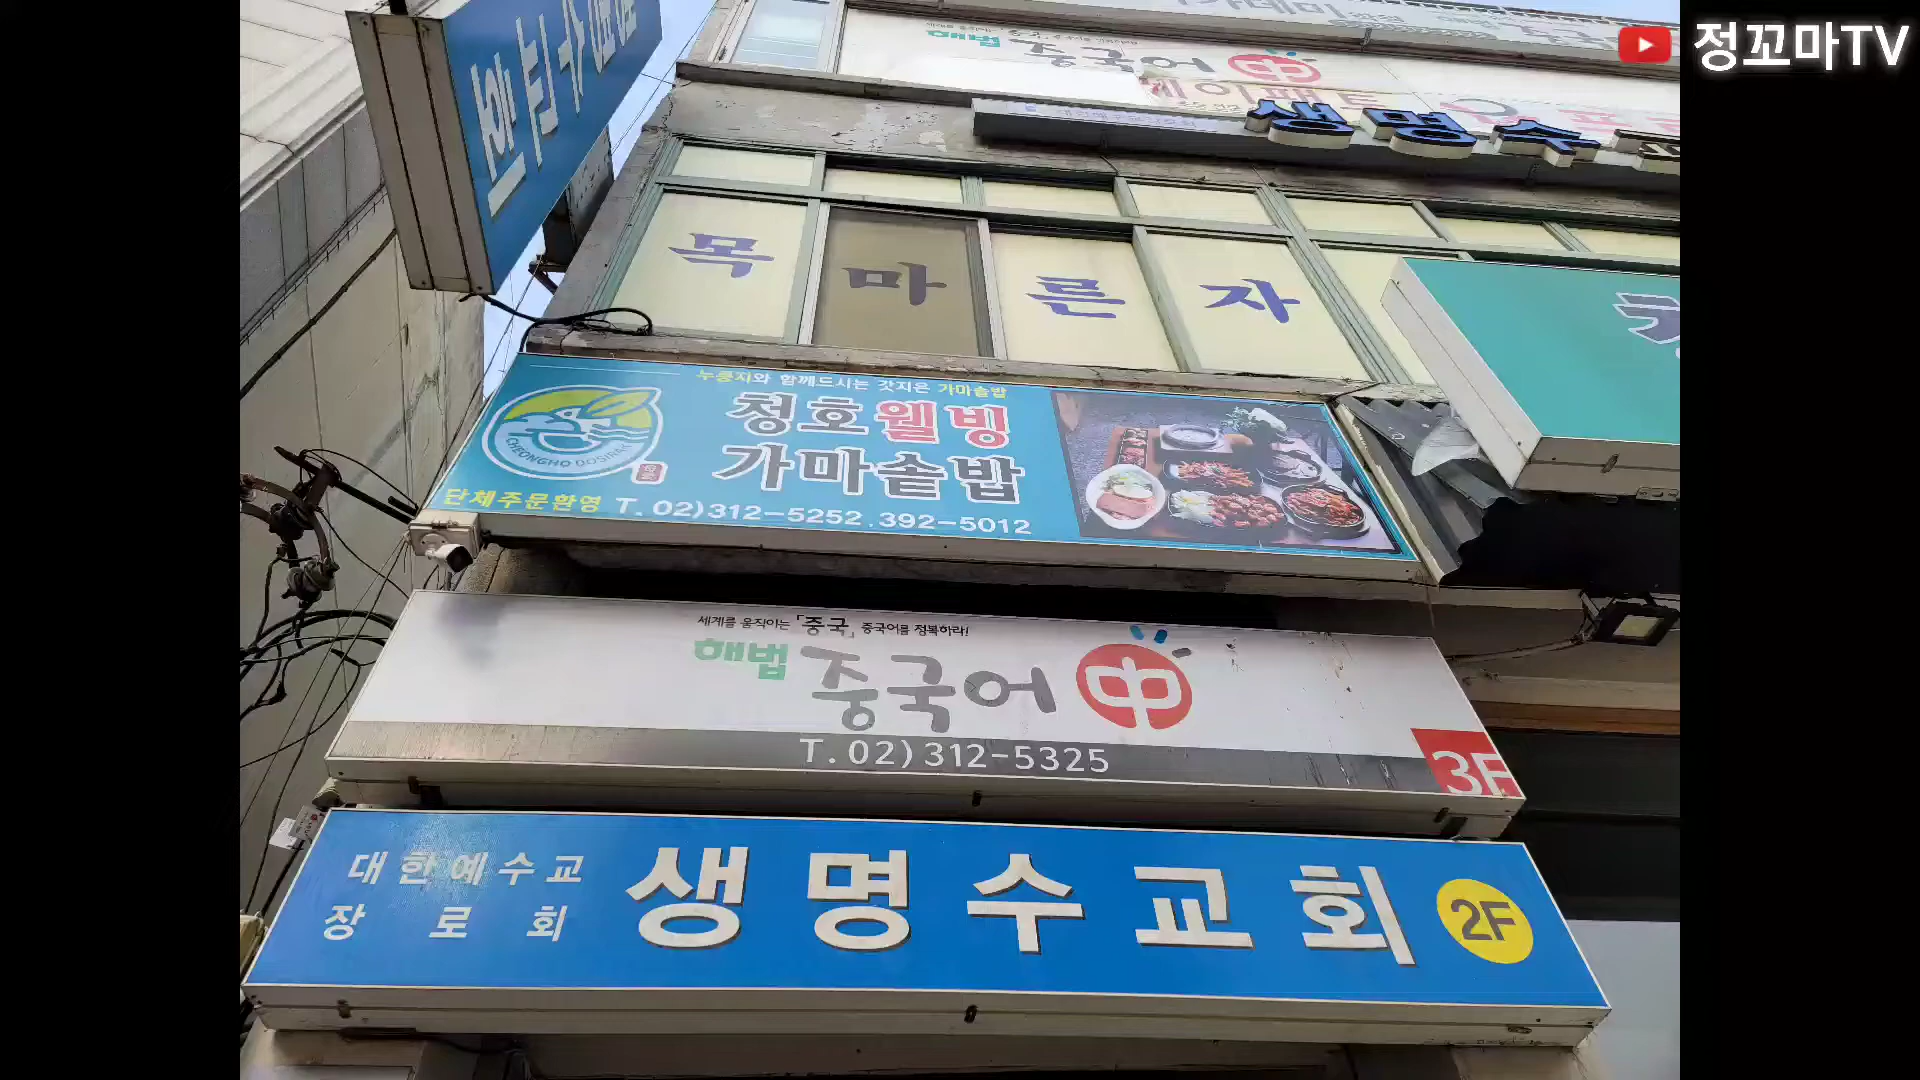 정꼬마TV
해법 중국어 中
생명수
목마른자
누룽지와 함께드시는 갓지은 가마솥밥
청호웰빙
가마솥밥
CHEONGHO DOSIRAK
단체주문환영 T. 02)312-5252.392-5012
세계를 움직이는 「중국」 중국어를 정복하라!
해법 중국어 中
T. 02)312-5325
3F
대한예수교
장로회
생명수교회
2F